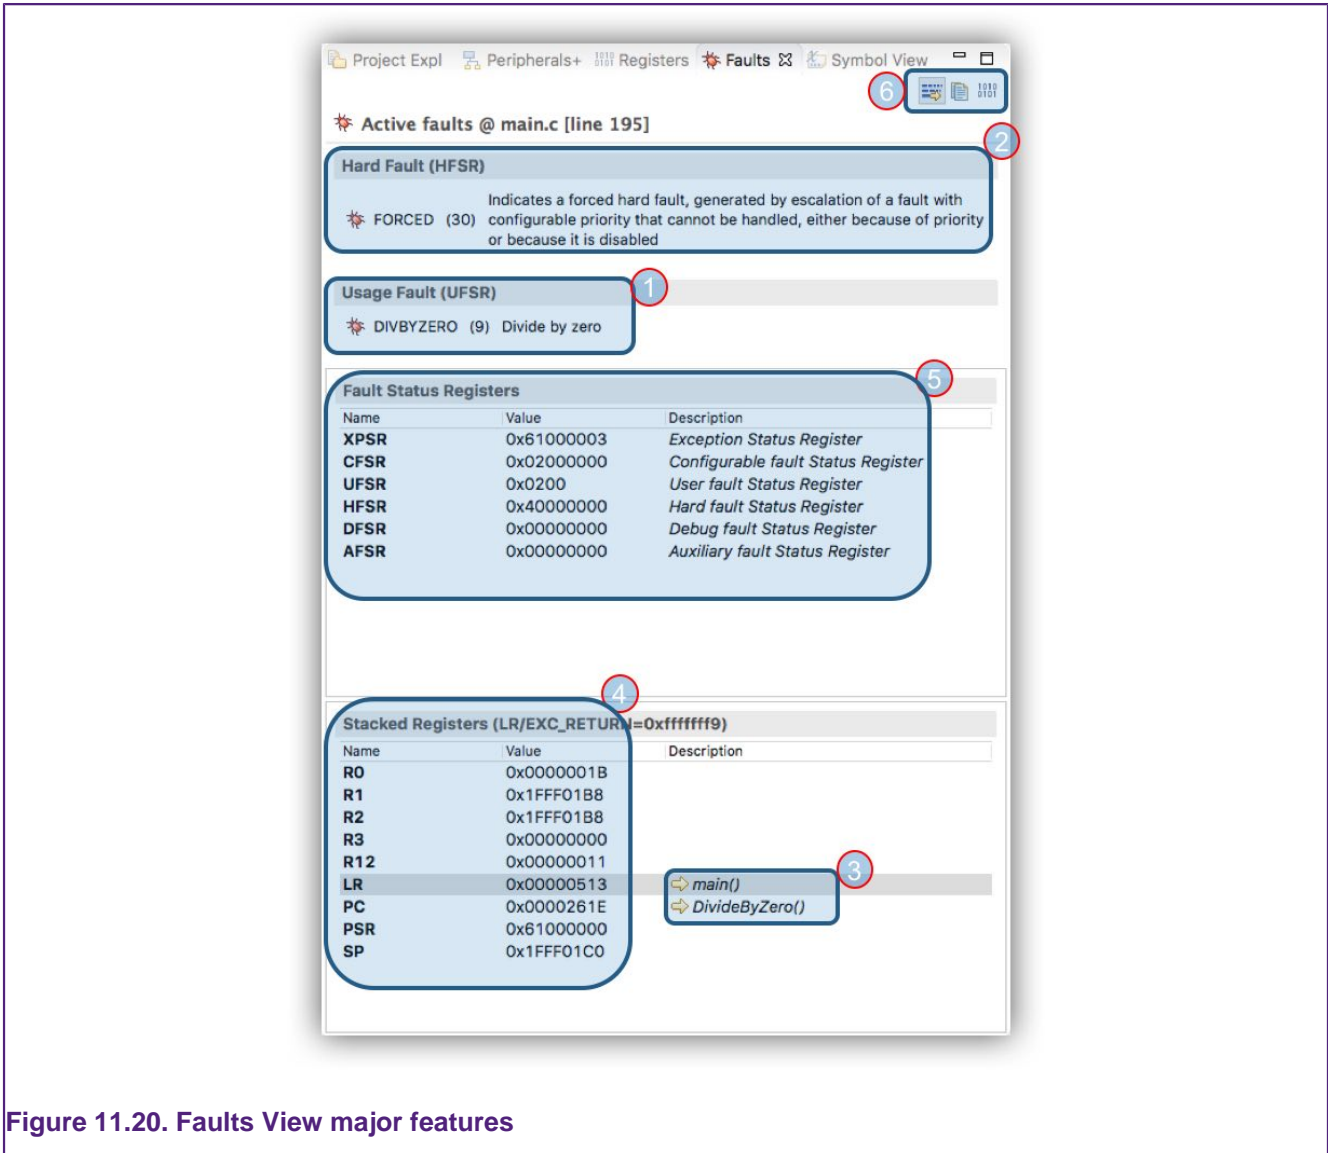 Project Expl Peripherals+ Registers Faults Symbol View
6
Active faults @ main.c [line 195]
2
Hard Fault (HFSR)
FORCED (30) Indicates a forced hard fault, generated by escalation of a fault with
configurable priority that cannot be handled, either because of priority
or because it is disabled
1
Usage Fault (UFSR)
DIVBYZERO (9) Divide by zero
5
Fault Status Registers
Name Value Description
XPSR 0x61000003 Exception Status Register
CFSR 0x02000000 Configurable fault Status Register
UFSR 0x0200 User fault Status Register
HFSR 0x40000000 Hard fault Status Register
DFSR 0x00000000 Debug fault Status Register
AFSR 0x00000000 Auxiliary fault Status Register
4
Stacked Registers (LR/EXC_RETURN=0xfffffff9)
Name Value Description
R0 0x0000001B
R1 0x1FFF01B8
R2 0x1FFF01B8
R3 0x00000000
R12 0x00000011
3
LR 0x00000513 main()
PC 0x0000261E DivideByZero()
PSR 0x61000000
SP 0x1FFF01C0
Figure 11.20. Faults View major features